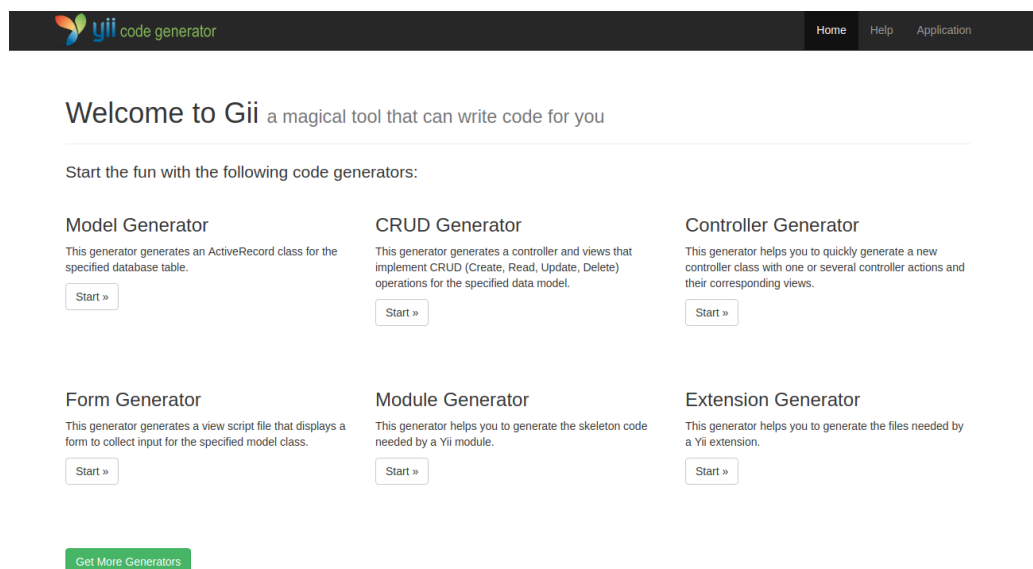 yii code generator
Home Help Application
Welcome to Gii a magical tool that can write code for you
Start the fun with the following code generators:
Model Generator
This generator generates an ActiveRecord class for the
specified database table.
Start »
CRUD Generator
This generator generates a controller and views that
implement CRUD (Create, Read, Update, Delete)
operations for the specified data model.
Start »
Controller Generator
This generator helps you to quickly generate a new
controller class with one or several controller actions and
their corresponding views.
Start »
Form Generator
This generator generates a view script file that displays a
form to collect input for the specified model class.
Start »
Module Generator
This generator helps you to generate the skeleton code
needed by a Yii module.
Start »
Extension Generator
This generator helps you to generate the files needed by
a Yii extension.
Start »
Get More Generators